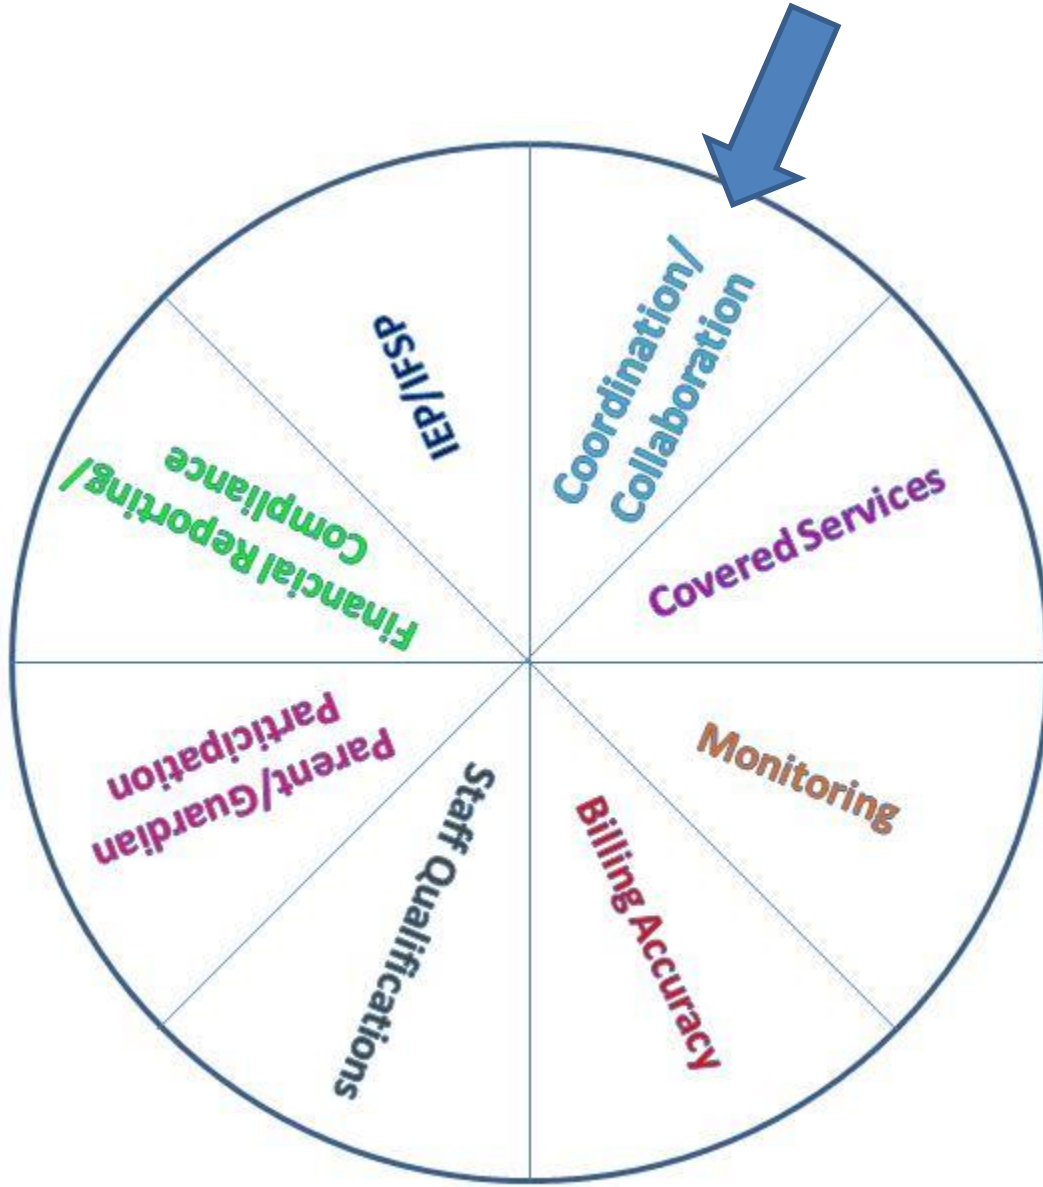 Coordination/
Collaboration
Covered Services
Monitoring
Billing Accuracy
Staff Qualifications
Parent/Guardian
Participation
Financial Reporting/
Compliance
IEP/IFSP